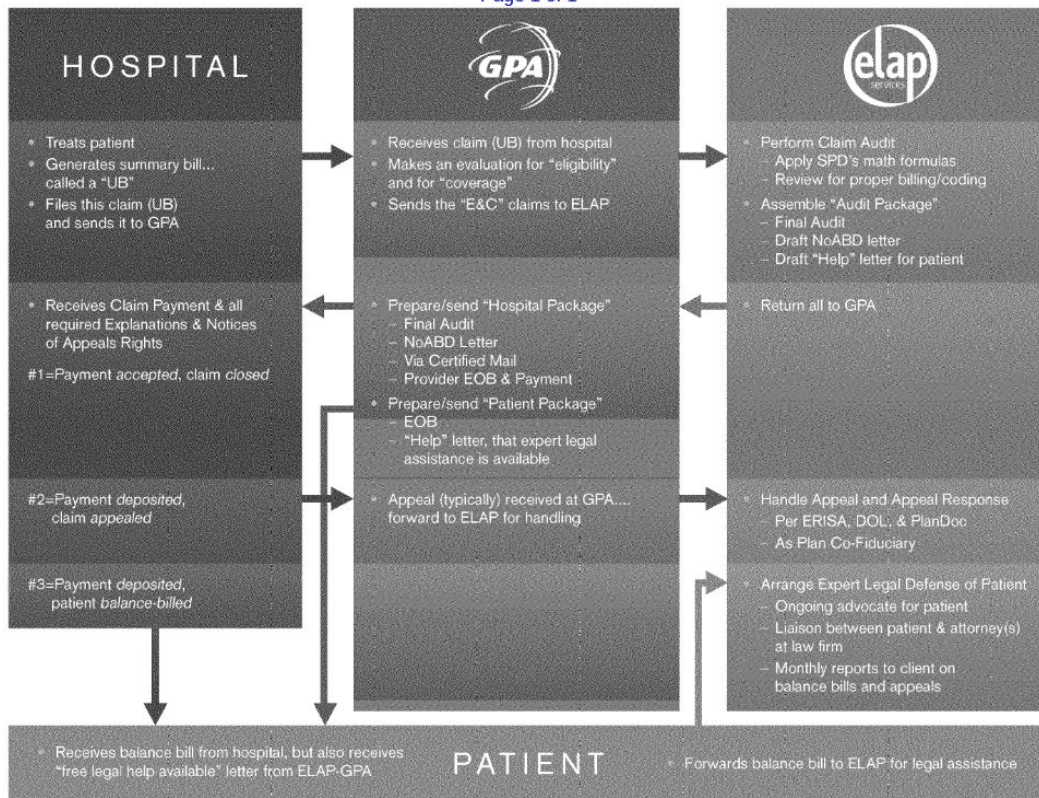 Page 1 of 1
HOSPITAL
• Treats patient
• Generates summary bill...
called a “UB”
• Files this claim (UB)
and sends it to GPA
• Receives Claim Payment & all
required Explanations & Notices
of Appeals Rights
#1=Payment accepted, claim closed
#2=Payment deposited,
claim appealed
#3=Payment deposited,
patient balance-billed
GPA
• Receives claim (UB) from hospital
• Makes an evaluation for “eligibility”
and for “coverage”
• Sends the “E&C” claims to ELAP
• Prepare/send “Hospital Package”
– Final Audit
– NoABD Letter
– Via Certified Mail
– Provider EOB & Payment
• Prepare/send “Patient Package”
– EOB
– “Help” letter, that expert legal
assistance is available
• Appeal (typically) received at GPA....
forward to ELAP for handling
elap
services
• Perform Claim Audit
Apply SPD's math formulas
– Review for proper billing/coding
• Assemble “Audit Package”
– Final Audit
– Draft NoABD letter
– Draft “Help” letter for patient
• Return all to GPA
• Handle Appeal and Appeal Response
– Per ERISA, DOL, & PlanDoc
– As Plan Co-Fiduciary
• Arrange Expert Legal Defense of Patient
– Ongoing advocate for patient
– Liaison between patient & attorney(s)
at law firm
– Monthly reports to client on
balance bills and appeals
• Receives balance bill from hospital, but also receives
“free legal help available” letter from ELAP-GPA
PATIENT
• Forwards balance bill to ELAP for legal assistance